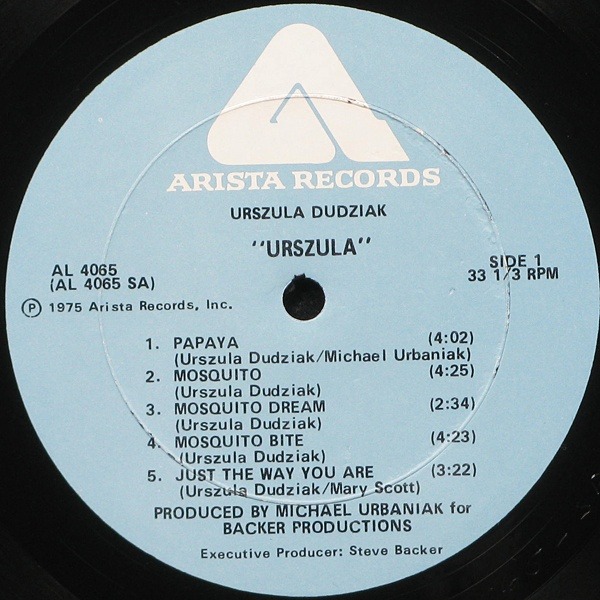 ARISTA RECORDS
URSZULA DUDZIAK
"URSZULA"
AL 4065
(AL 4065 SA)
Ⓟ 1975 Arista Records, Inc.
SIDE 1
33 1/3 RPM
1. PAPAYA (4:02)
(Urszula Dudziak/Michael Urbaniak)
2. MOSQUITO (4:25)
(Urszula Dudziak)
3. MOSQUITO DREAM (2:34)
(Urszula Dudziak)
4. MOSQUITO BITE (4:23)
(Urszula Dudziak)
5. JUST THE WAY YOU ARE (3:22)
(Urszula Dudziak/Mary Scott)
PRODUCED BY MICHAEL URBANIAK for
BACKER PRODUCTIONS
Executive Producer: Steve Backer